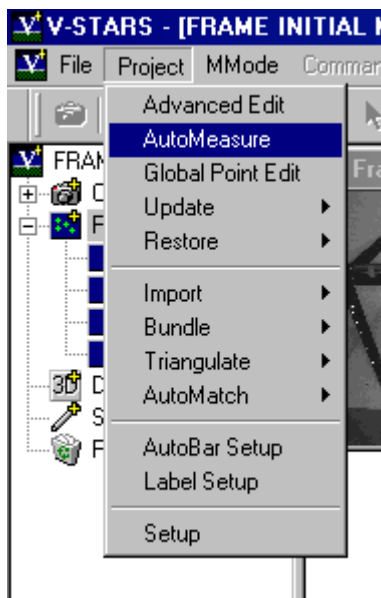 V-STARS - [FRAME INITIAL
File Project MMode
Advanced Edit
AutoMeasure
Global Point Edit
Update
Restore
Import
Bundle
Triangulate
AutoMatch
AutoBar Setup
Label Setup
Setup
3D